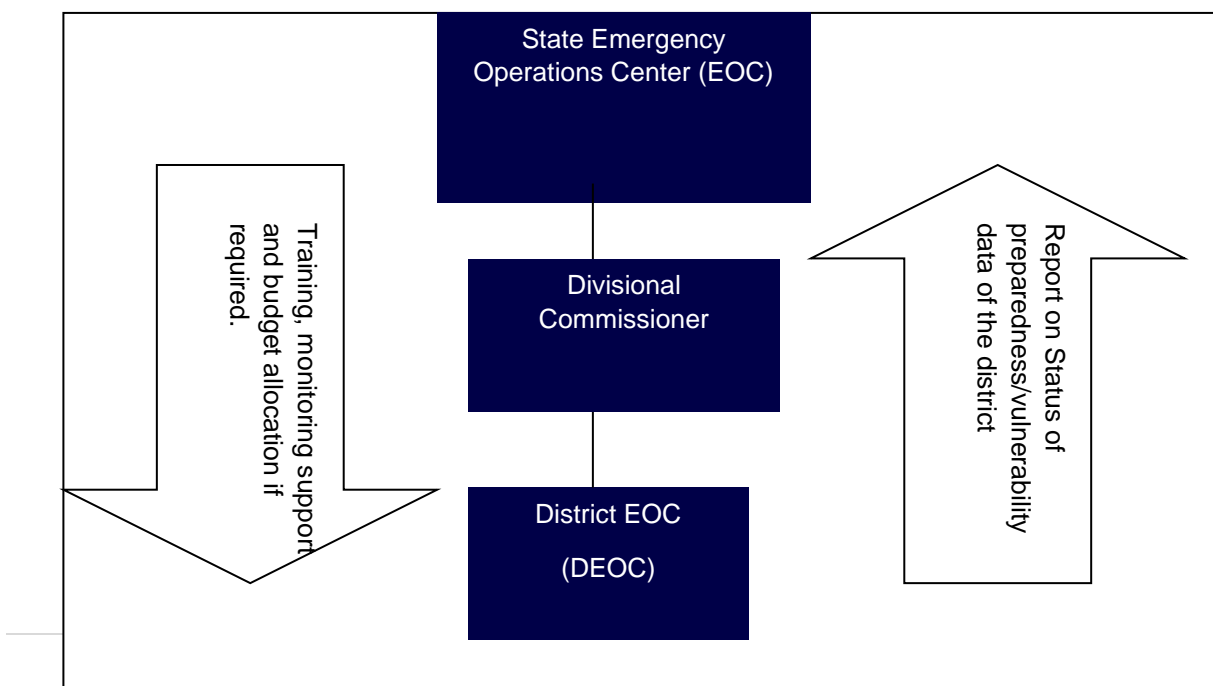 State Emergency
Operations Center (EOC)
Training, monitoring support
and budget allocation if
required.
Report on Status of
preparedness/vulnerability
data of the district
Divisional
Commissioner
District EOC
(DEOC)